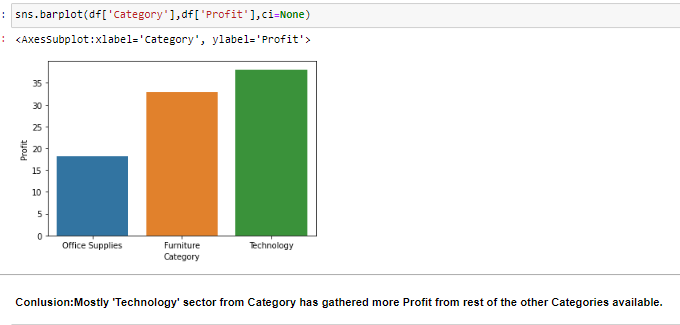 : sns.barplot(df['Category'],df['Profit'],ci=None)
: <AxesSubplot:xlabel='Category', ylabel='Profit'>
35
30
25
20
15
10
5
0
Profit
Office Supplies Furniture Technology
Category
Conlusion:Mostly 'Technology' sector from Category has gathered more Profit from rest of the other Categories available.